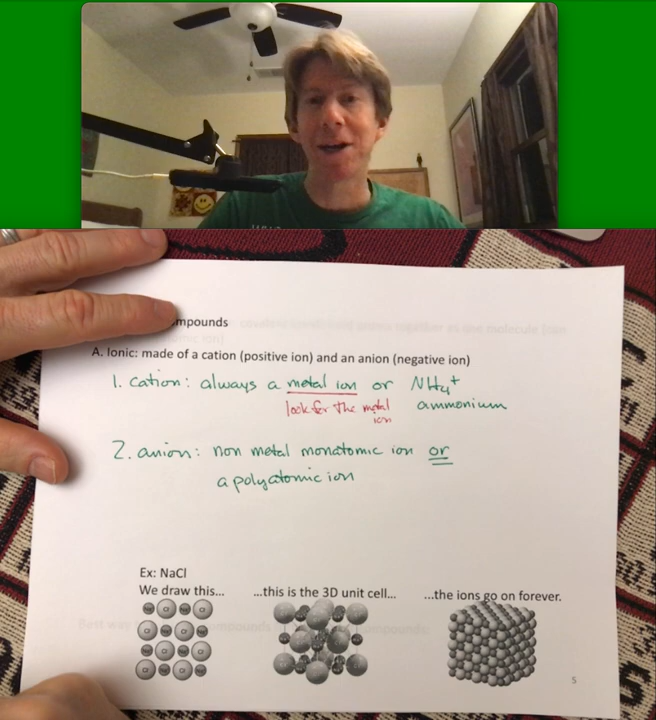 mpounds
A. Ionic: made of a cation (positive ion) and an anion (negative ion)
1. cation: always a metal ion or NH4+
look for the metal ion
ammonium
2. anion: non metal monatomic ion or
a polyatomic ion
Ex: NaCl
We draw this...
...this is the 3D unit cell...
...the ions go on forever.
5